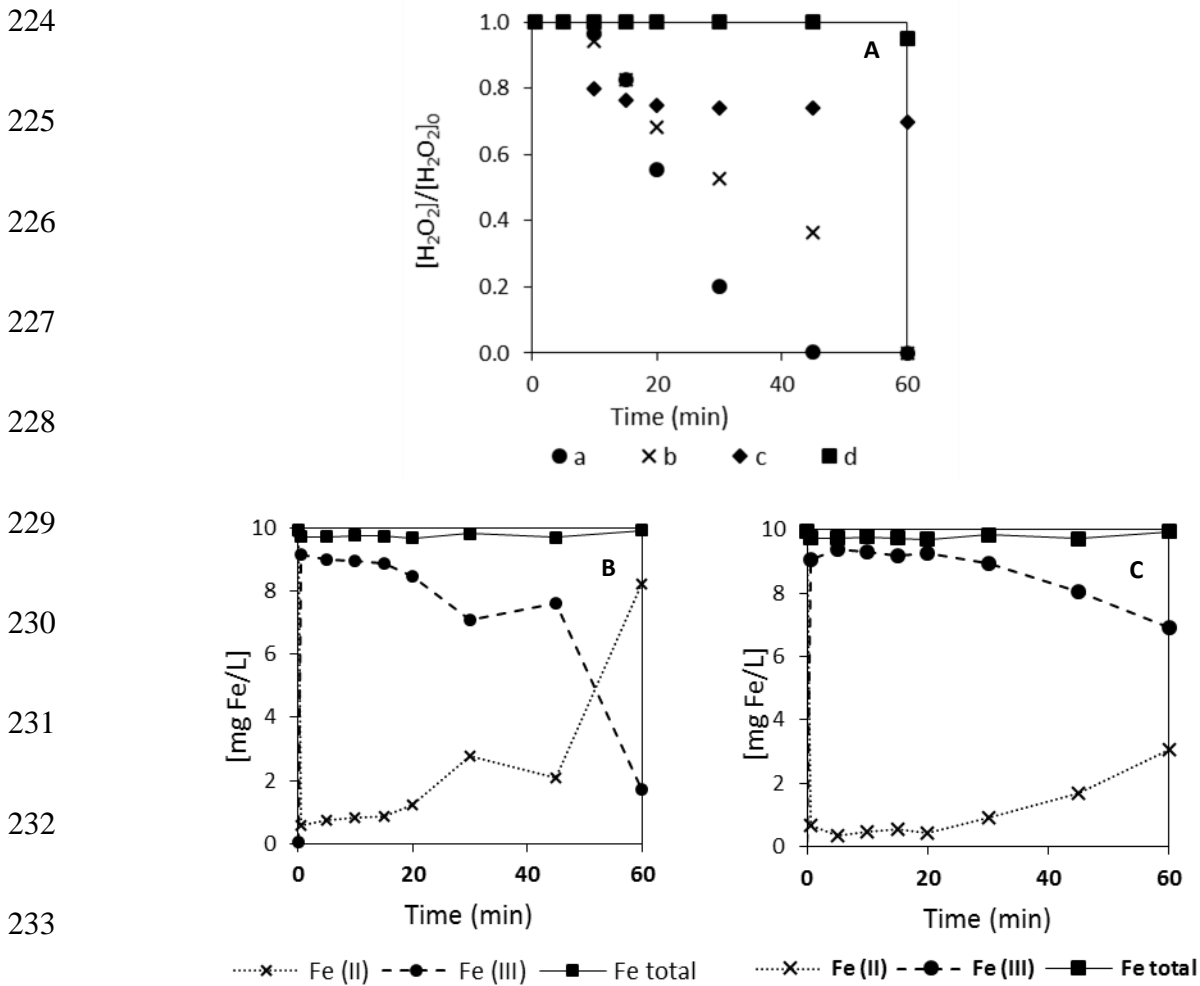 224
225
226
227
228
229
230
231
232
233
A
1.0
0.8
0.6
0.4
0.2
0.0
[H₂O₂]/[H₂O₂]₀
0 20 40 60
Time (min)
a b c d
B
10
8
6
4
2
0
[mg Fe/L]
0 20 40 60
Time (min)
Fe (II) Fe (III) Fe total
C
10
8
6
4
2
0
[mg Fe/L]
0 20 40 60
Time (min)
Fe (II) Fe (III) Fe total